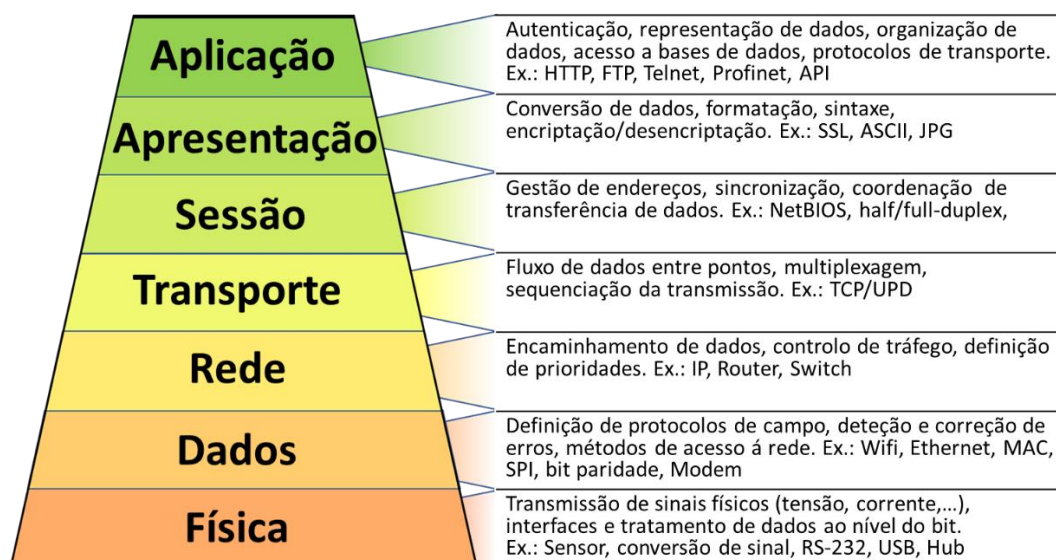 Aplicação
Autenticação, representação de dados, organização de
dados, acesso a bases de dados, protocolos de transporte.
Ex.: HTTP, FTP, Telnet, Profinet, API
Apresentação
Conversão de dados, formatação, sintaxe,
encriptação/desencriptação. Ex.: SSL, ASCII, JPG
Sessão
Gestão de endereços, sincronização, coordenação de
transferência de dados. Ex.: NetBIOS, half/full-duplex,
Transporte
Fluxo de dados entre pontos, multiplexagem,
sequenciação da transmissão. Ex.: TCP/UPD
Rede
Encaminhamento de dados, controlo de tráfego, definição
de prioridades. Ex.: IP, Router, Switch
Dados
Definição de protocolos de campo, deteção e correção de
erros, métodos de acesso á rede. Ex.: Wifi, Ethernet, MAC,
SPI, bit paridade, Modem
Física
Transmissão de sinais físicos (tensão, corrente,...),
interfaces e tratamento de dados ao nível do bit.
Ex.: Sensor, conversão de sinal, RS-232, USB, Hub